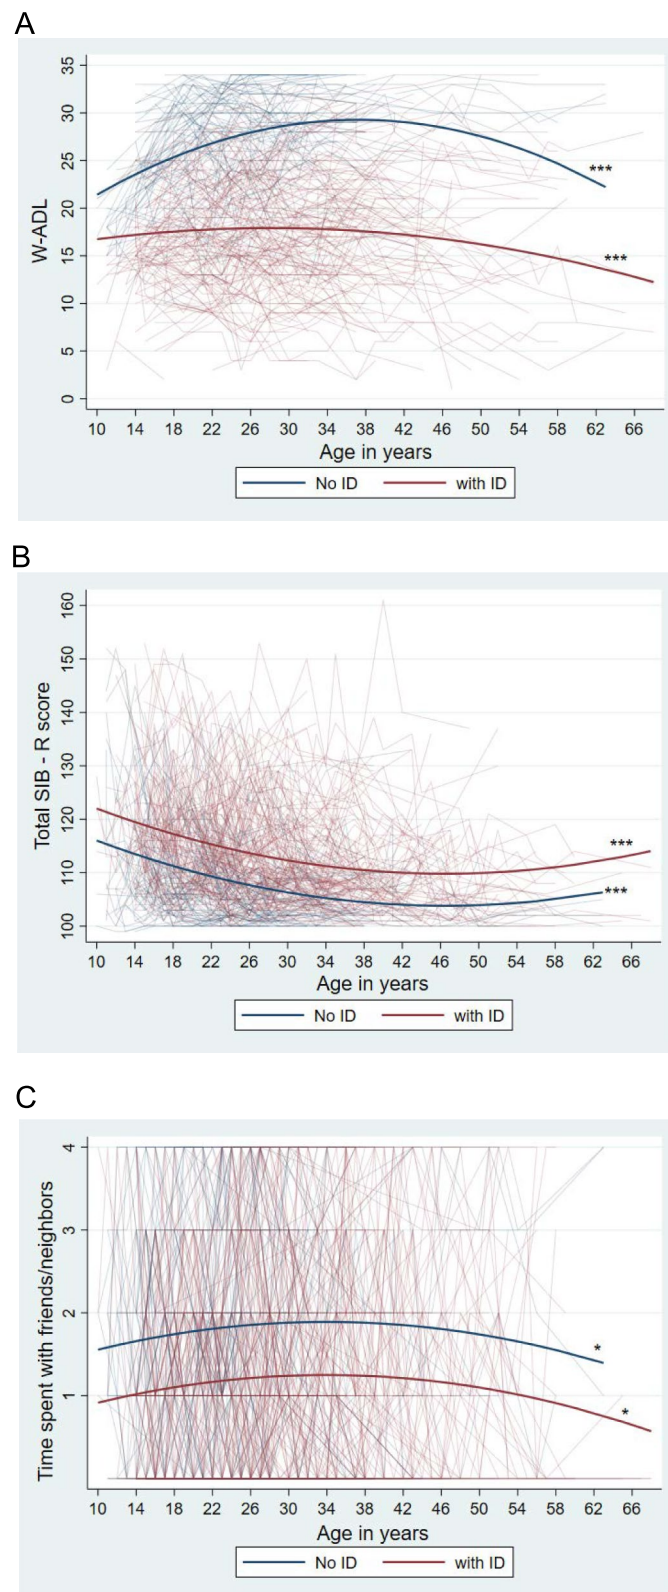 A
35
30
25
20
15
10
5
0
W-ADL
***
***
10 14 18 22 26 30 34 38 42 46 50 54 58 62 66
Age in years
No ID with ID
B
160
150
140
130
120
110
100
Total SIB - R score
***
***
10 14 18 22 26 30 34 38 42 46 50 54 58 62 66
Age in years
No ID with ID
C
4
3
2
1
Time spent with friends/neighbors
*
*
10 14 18 22 26 30 34 38 42 46 50 54 58 62 66
Age in years
No ID with ID